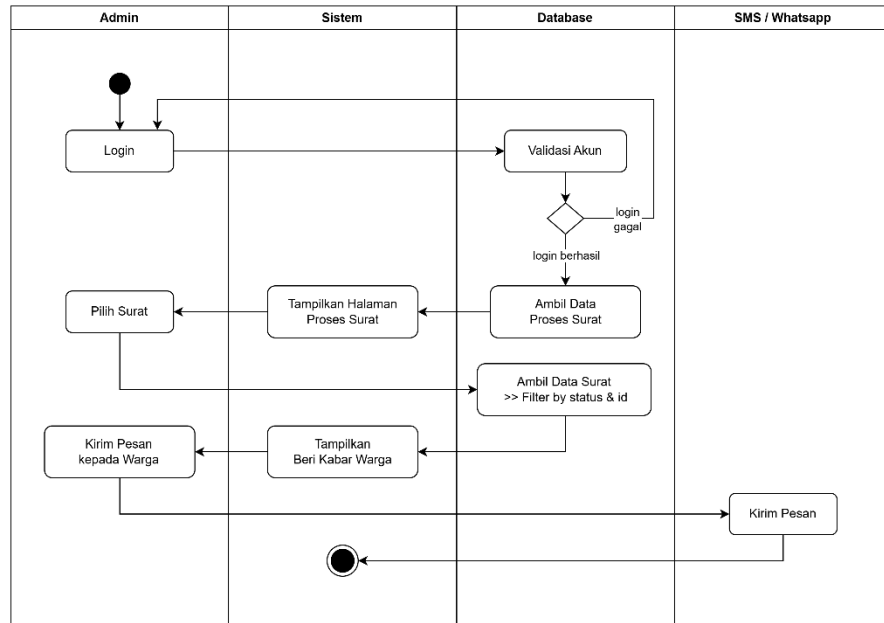 Admin
Sistem
Database
SMS / Whatsapp
Login
Validasi Akun
login
gagal
login berhasil
Pilih Surat
Tampilkan Halaman
Proses Surat
Ambil Data
Proses Surat
Ambil Data Surat
>> Filter by status & id
Kirim Pesan
kepada Warga
Tampilkan
Beri Kabar Warga
Kirim Pesan